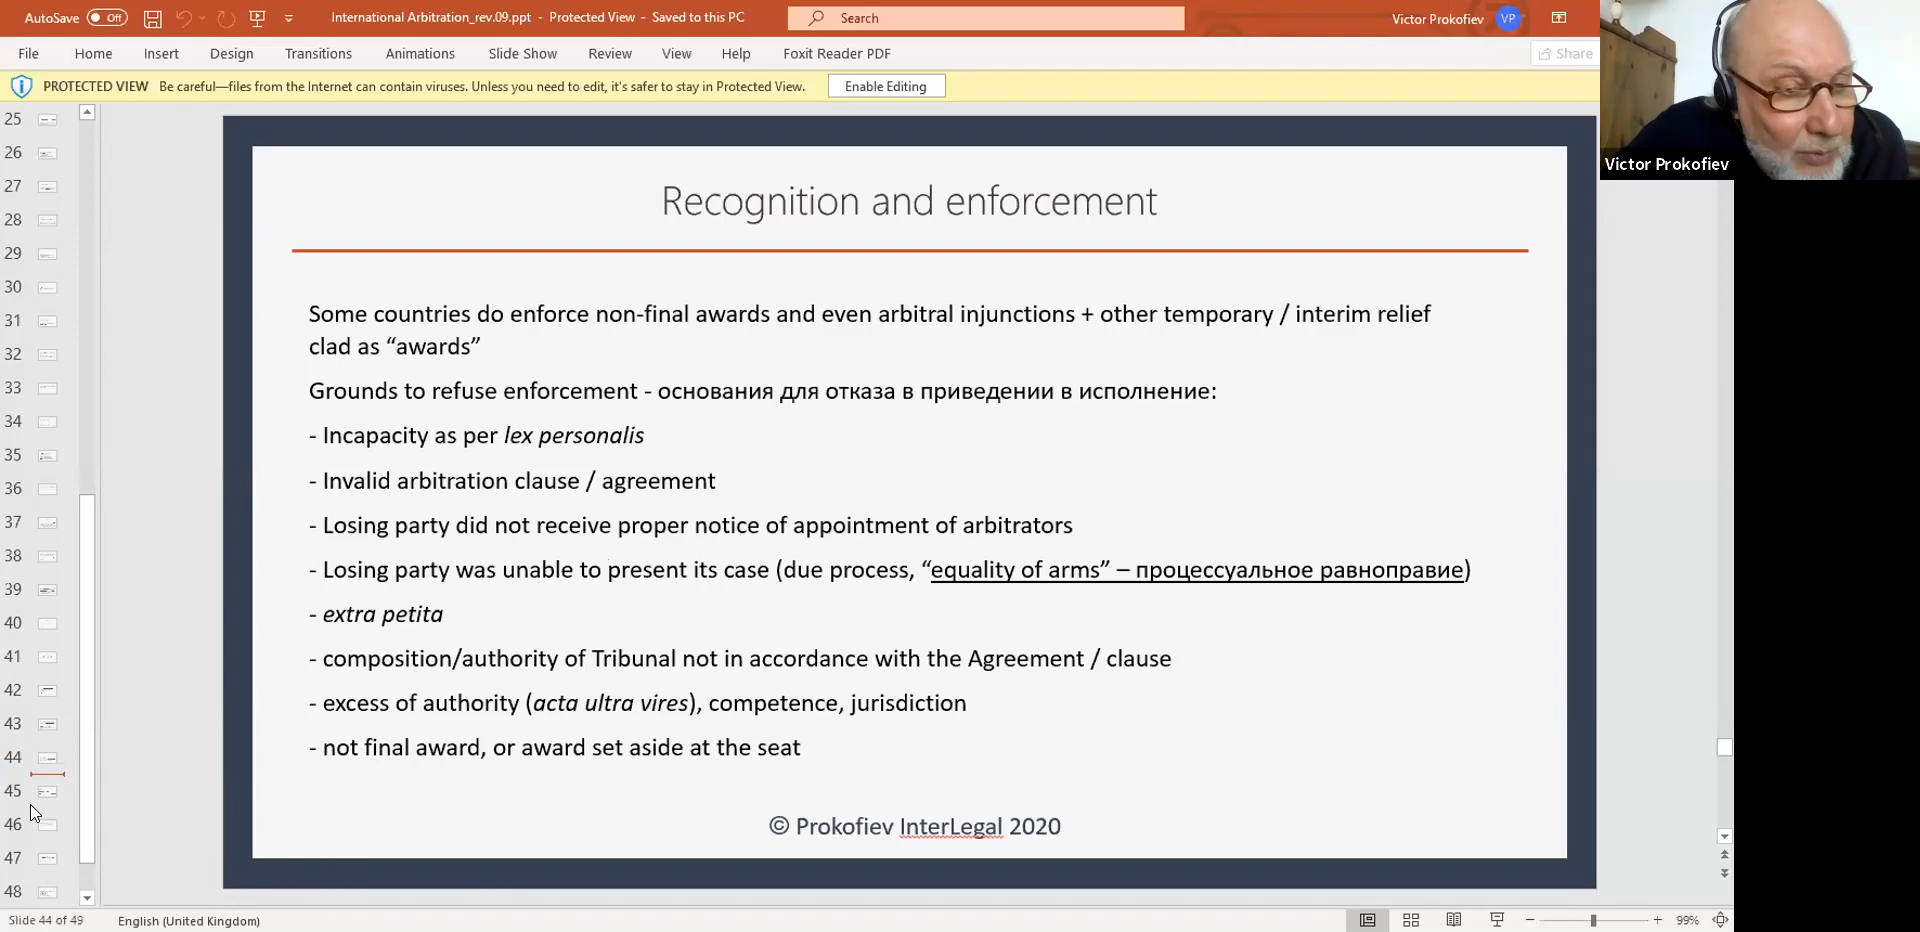 AutoSave Off International Arbitration_rev.09.ppt - Protected View - Saved to this PC Search Victor Prokofiev VP
File Home Insert Design Transitions Animations Slide Show Review View Help Foxit Reader PDF Share
PROTECTED VIEW Be careful—files from the Internet can contain viruses. Unless you need to edit, it's safer to stay in Protected View. Enable Editing
Victor Prokofiev
25
26
27
28
29
30
31
32
33
34
35
36
37
38
39
40
41
42
43
44
45
46
47
48
Recognition and enforcement
Some countries do enforce non-final awards and even arbitral injunctions + other temporary / interim relief
clad as “awards”
Grounds to refuse enforcement - основания для отказа в приведении в исполнение:
- Incapacity as per lex personalis
- Invalid arbitration clause / agreement
- Losing party did not receive proper notice of appointment of arbitrators
- Losing party was unable to present its case (due process, “equality of arms” – процессуальное равноправие)
- extra petita
- composition/authority of Tribunal not in accordance with the Agreement / clause
- excess of authority (acta ultra vires), competence, jurisdiction
- not final award, or award set aside at the seat
© Prokofiev InterLegal 2020
Slide 44 of 49 English (United Kingdom) 99%